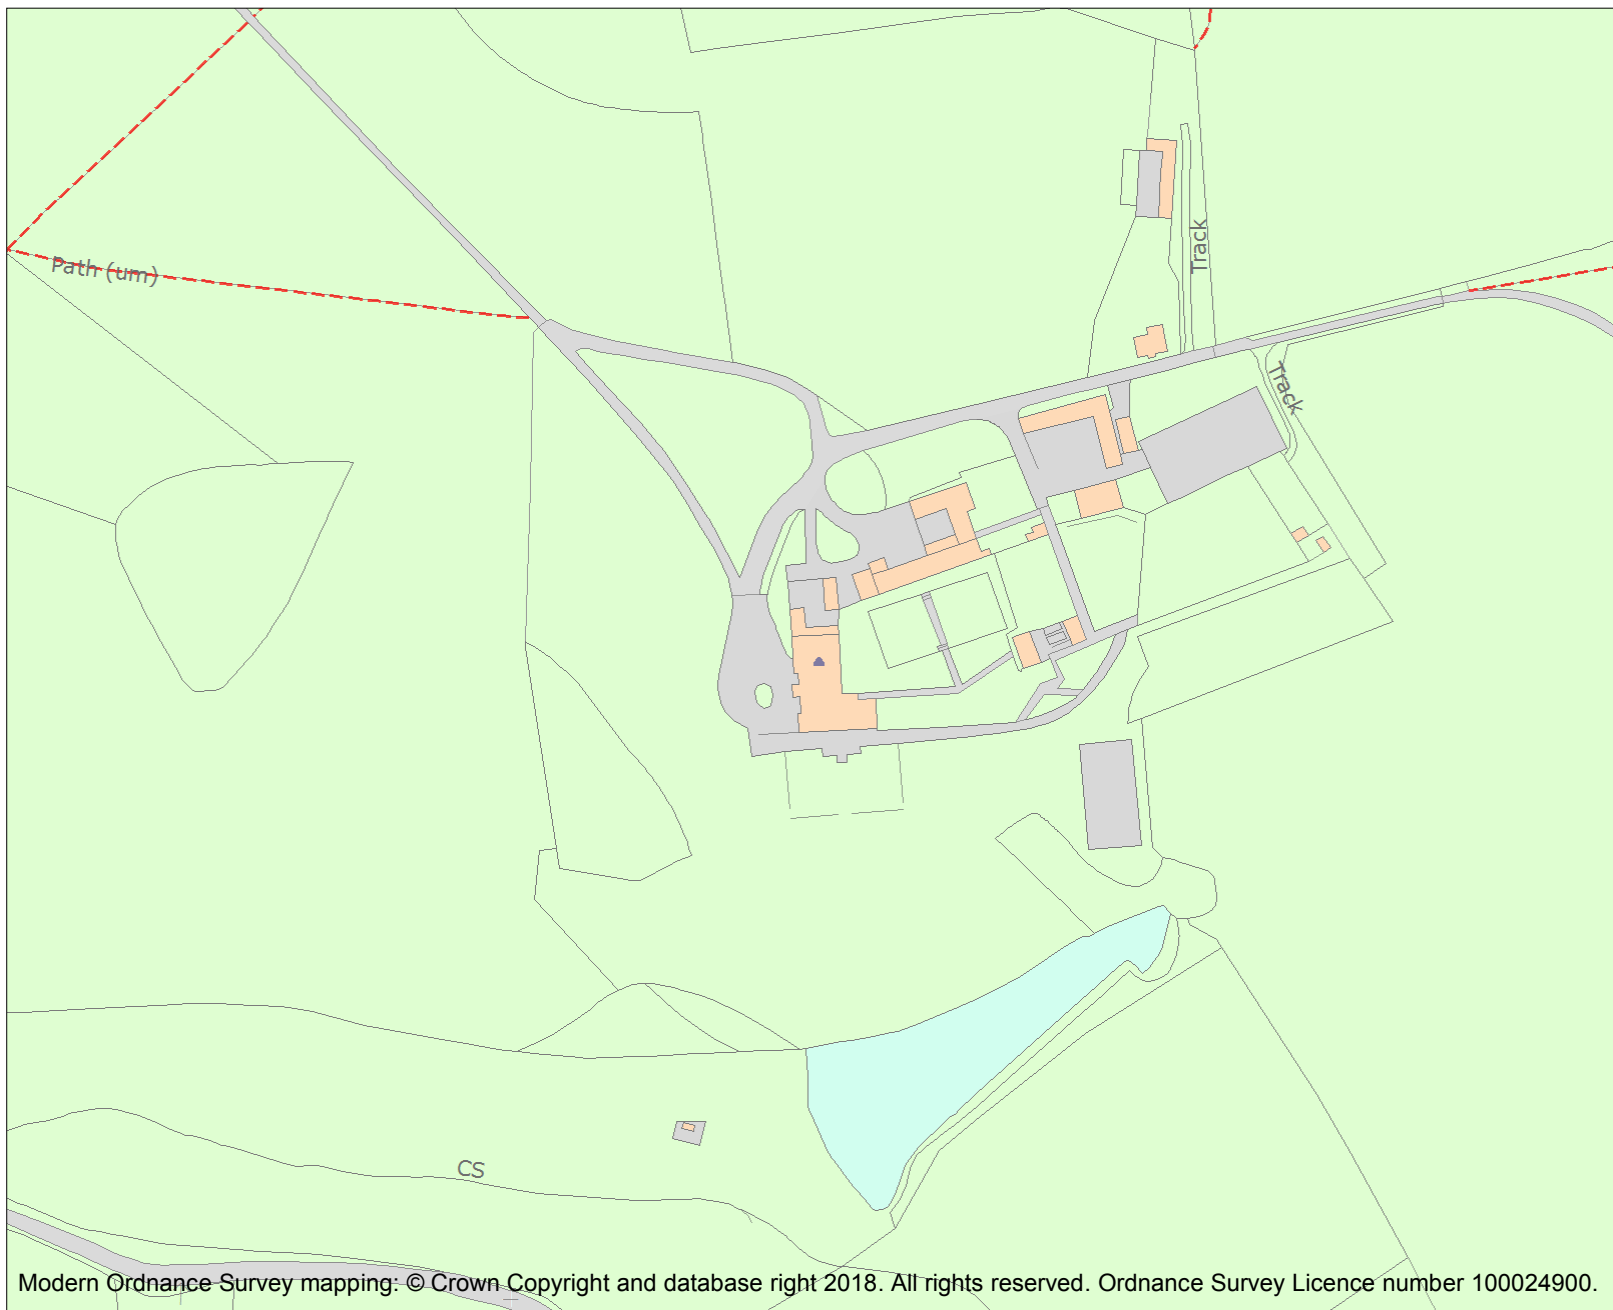 Path (um)
Track
Track
CS
Modern Ordnance Survey mapping: © Crown Copyright and database right 2018. All rights reserved. Ordnance Survey Licence number 100024900.